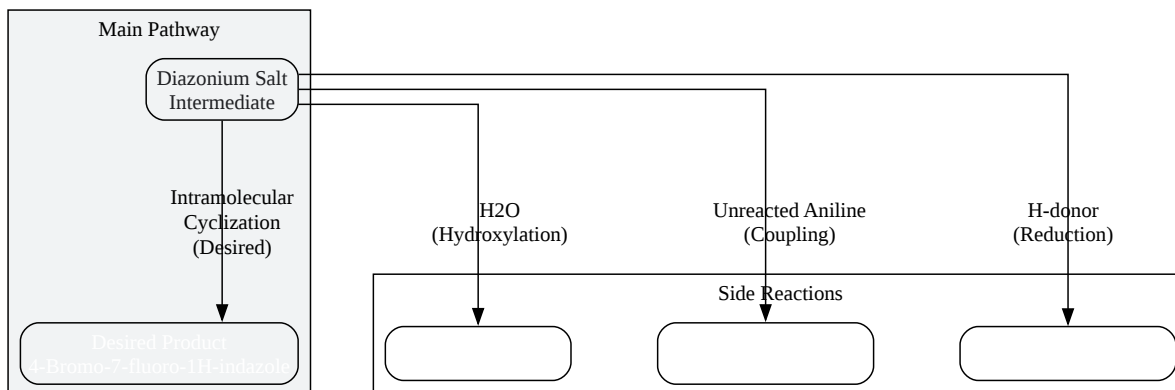 Main Pathway
Diazonium Salt
Intermediate
Intramolecular
Cyclization
(Desired)
H2O
(Hydroxylation)
Unreacted Aniline
(Coupling)
H-donor
(Reduction)
Side Reactions
Desired Product
4-Bromo-7-fluoro-1H-indazole